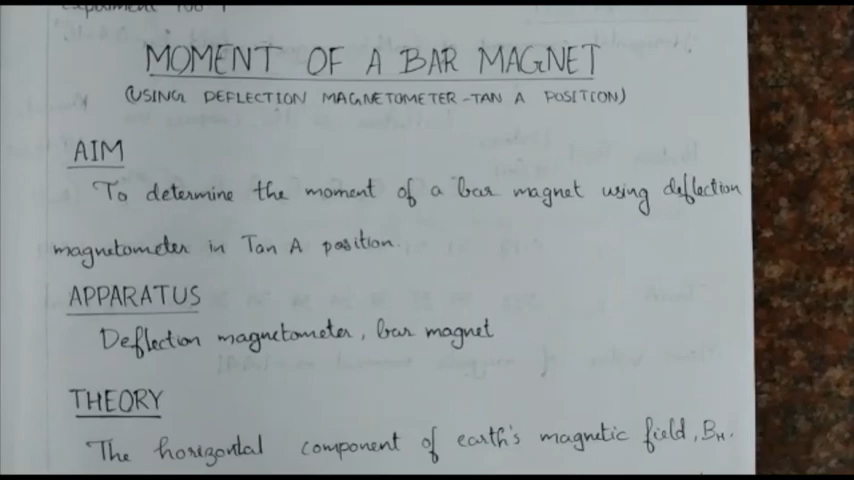 MOMENT OF A BAR MAGNET
(USING DEFLECTION MAGNETOMETER - TAN A POSITION)
AIM
To determine the moment of a bar magnet using deflection
magnetometer in Tan A position.
APPARATUS
Deflection magnetometer, bar magnet
THEORY
The horizontal component of earth's magnetic field, BH.